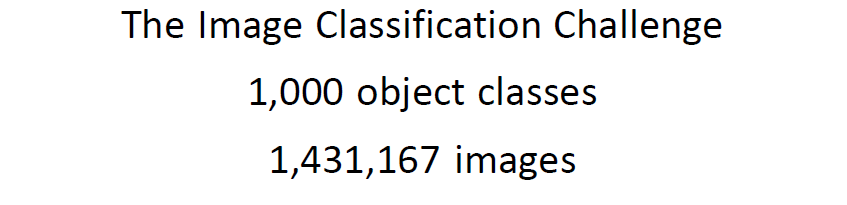 The Image Classification Challenge
1,000 object classes
1,431,167 images